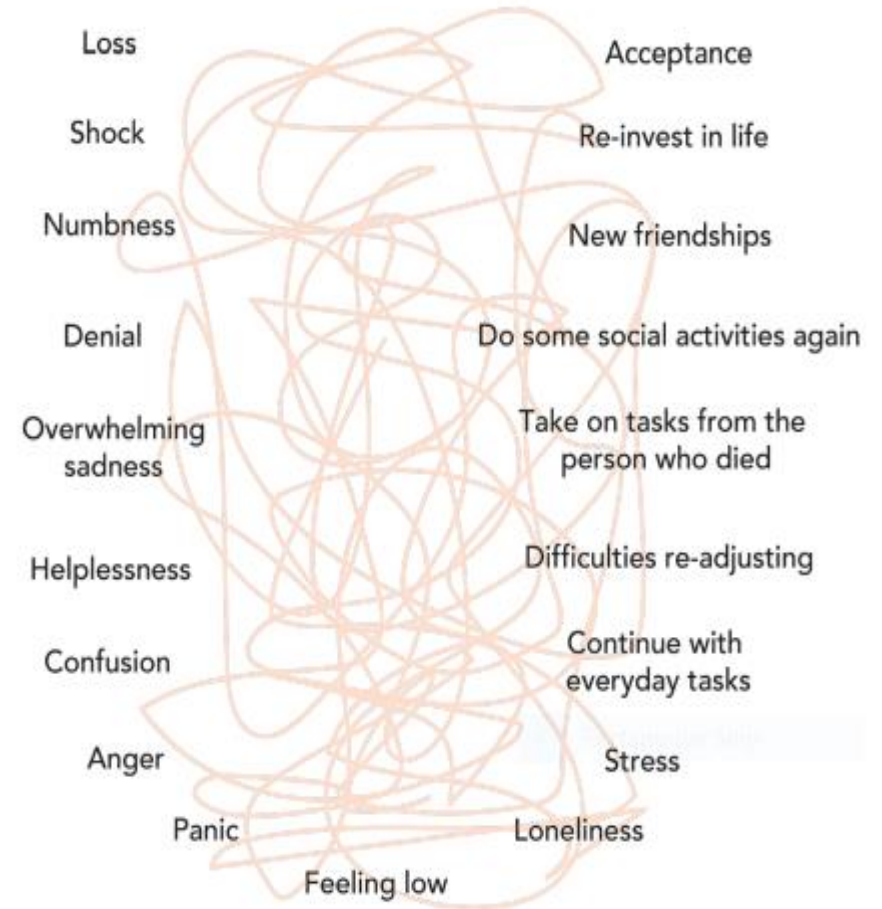 Loss
Shock
Numbness
Denial
Overwhelming
sadness
Helplessness
Confusion
Anger
Panic
Feeling low
Loneliness
Stress
Continue with
everyday tasks
Difficulties re-adjusting
Take on tasks from the
person who died
Do some social activities again
New friendships
Re-invest in life
Acceptance